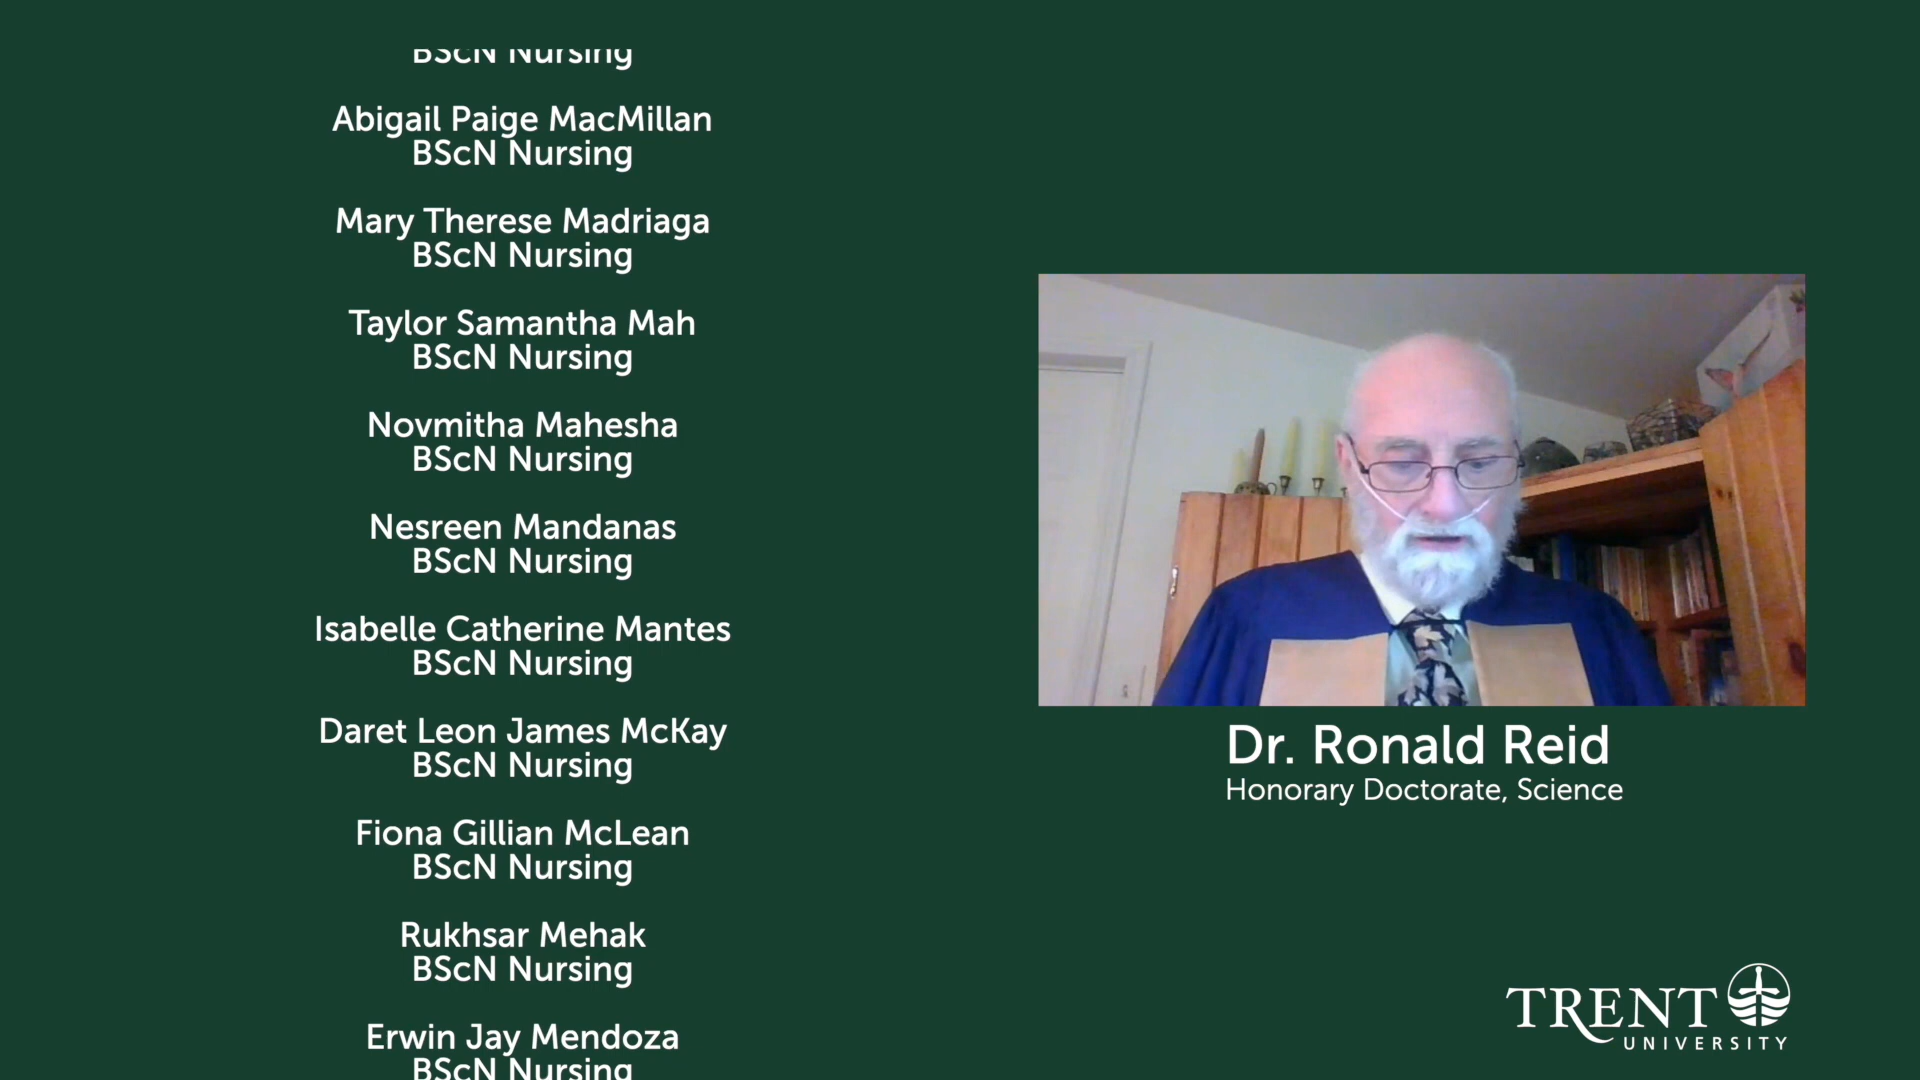 BScN Nursing
Abigail Paige MacMillan
BScN Nursing
Mary Therese Madriaga
BScN Nursing
Taylor Samantha Mah
BScN Nursing
Novmitha Mahesha
BScN Nursing
Nesreen Mandanas
BScN Nursing
Isabelle Catherine Mantes
BScN Nursing
Daret Leon James McKay
BScN Nursing
Fiona Gillian McLean
BScN Nursing
Rukhsar Mehak
BScN Nursing
Erwin Jay Mendoza
BScN Nursing
Dr. Ronald Reid
Honorary Doctorate, Science
TRENT
UNIVERSITY